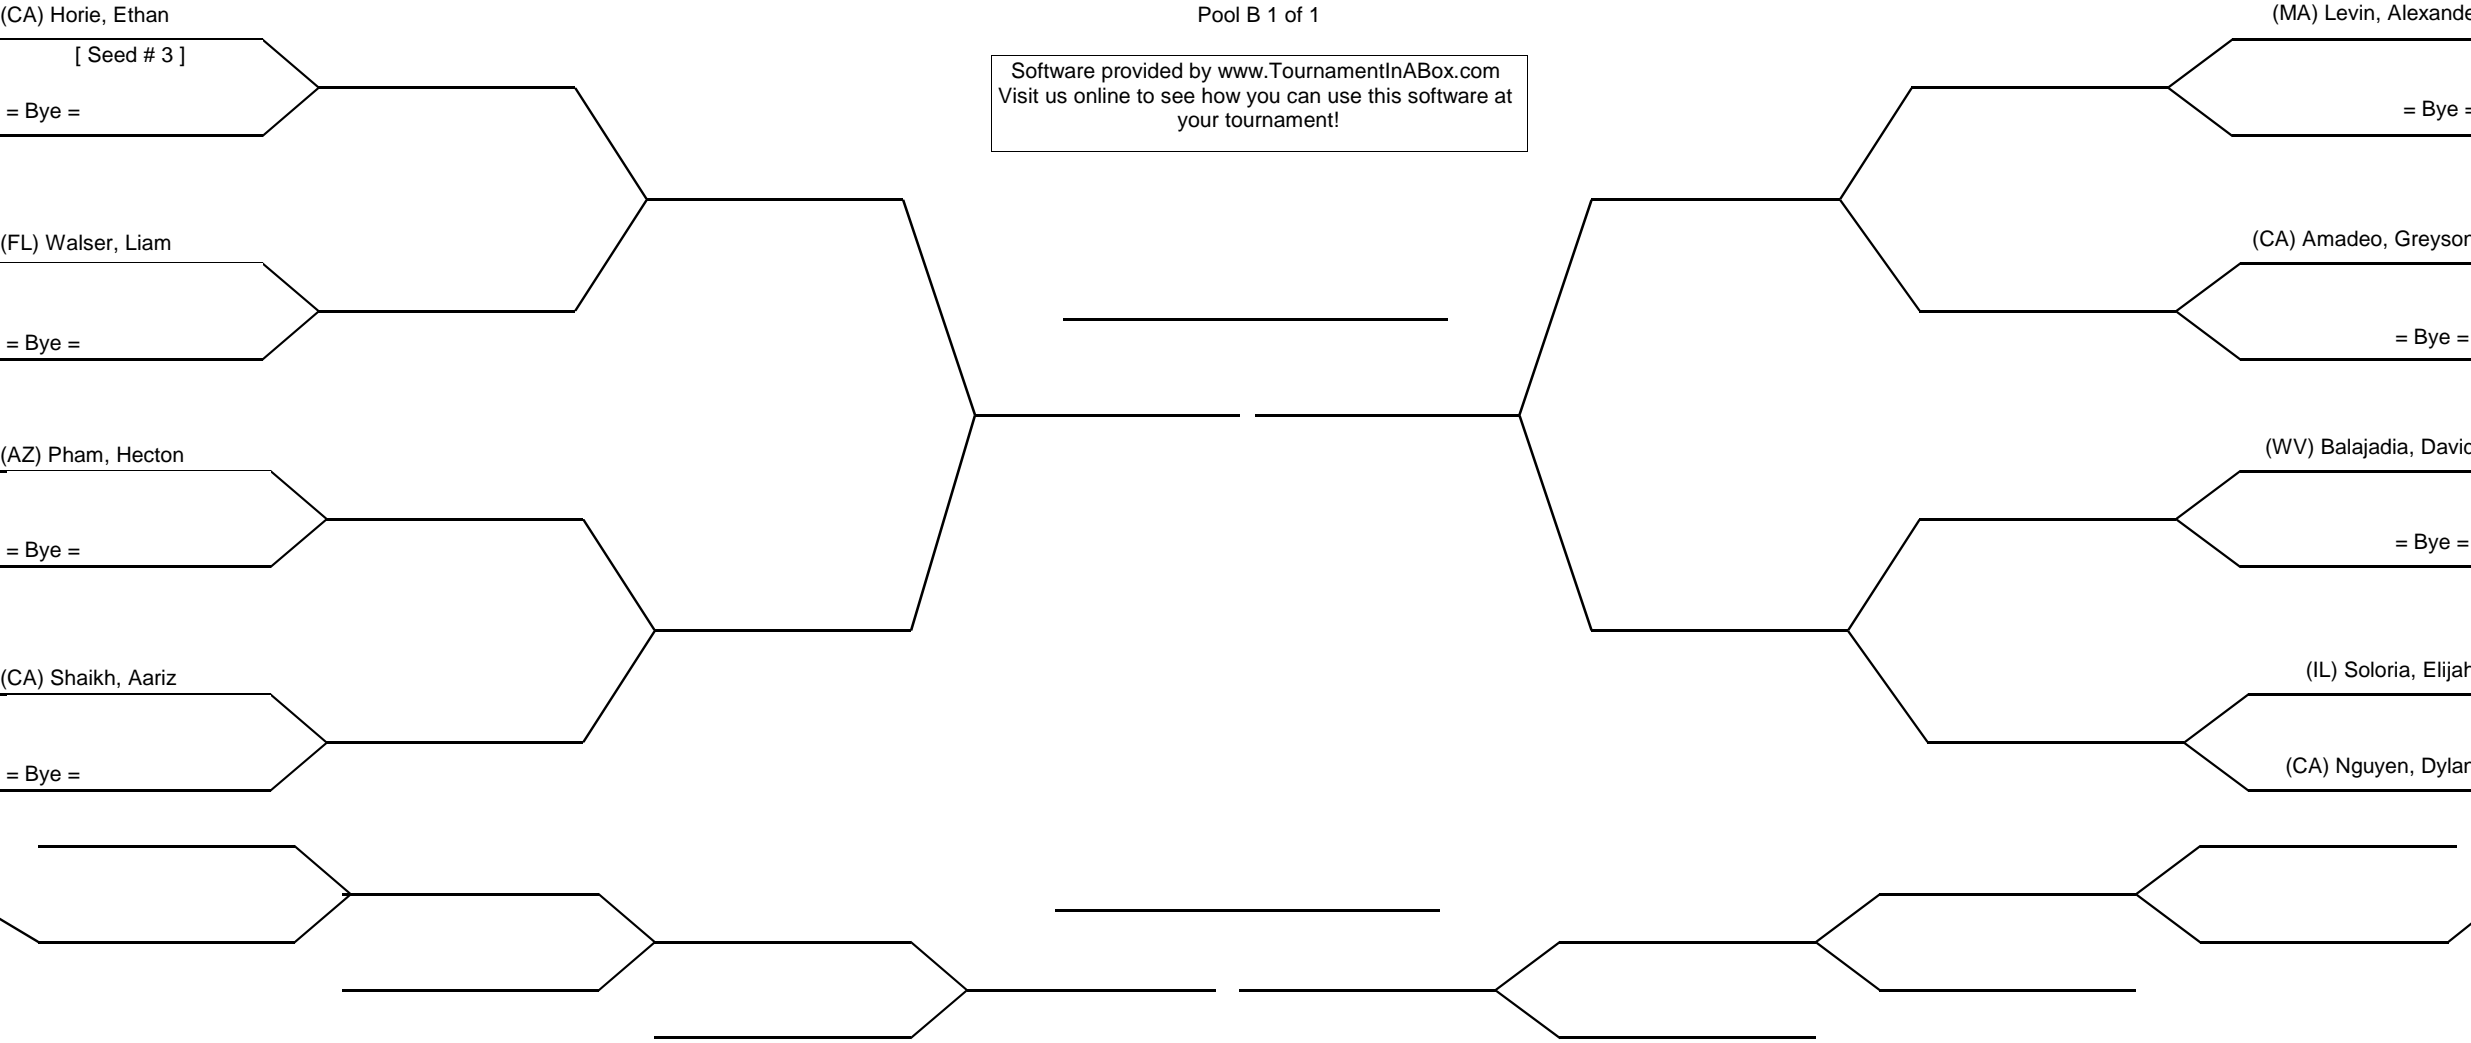 (CA) Horie, Ethan
[ Seed # 3 ]
= Bye =
(FL) Walser, Liam
= Bye =
(AZ) Pham, Hecton
= Bye =
(CA) Shaikh, Aariz
= Bye =
Pool B 1 of 1
Software provided by www.TournamentInABox.com
Visit us online to see how you can use this software at
your tournament!
(MA) Levin, Alexande
= Bye =
(CA) Amadeo, Greyson
= Bye =
(WV) Balajadia, David
= Bye =
(IL) Soloria, Elijah
(CA) Nguyen, Dylan